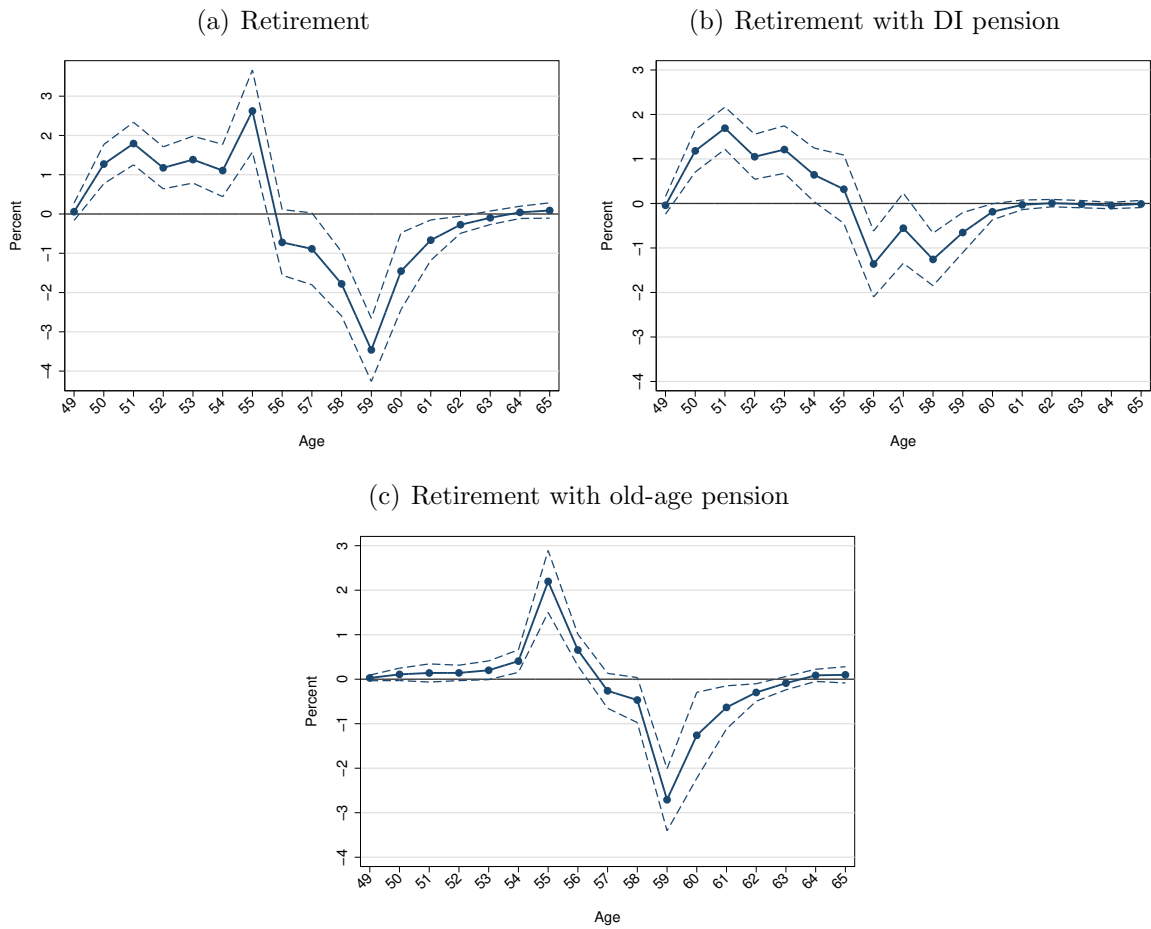 (a) Retirement
Percent
3
2
1
0
−1
−2
−3
−4
49 50 51 52 53 54 55 56 57 58 59 60 61 62 63 64 65
Age
(b) Retirement with DI pension
Percent
3
2
1
0
−1
−2
−3
−4
49 50 51 52 53 54 55 56 57 58 59 60 61 62 63 64 65
Age
(c) Retirement with old-age pension
Percent
3
2
1
0
−1
−2
−3
−4
49 50 51 52 53 54 55 56 57 58 59 60 61 62 63 64 65
Age